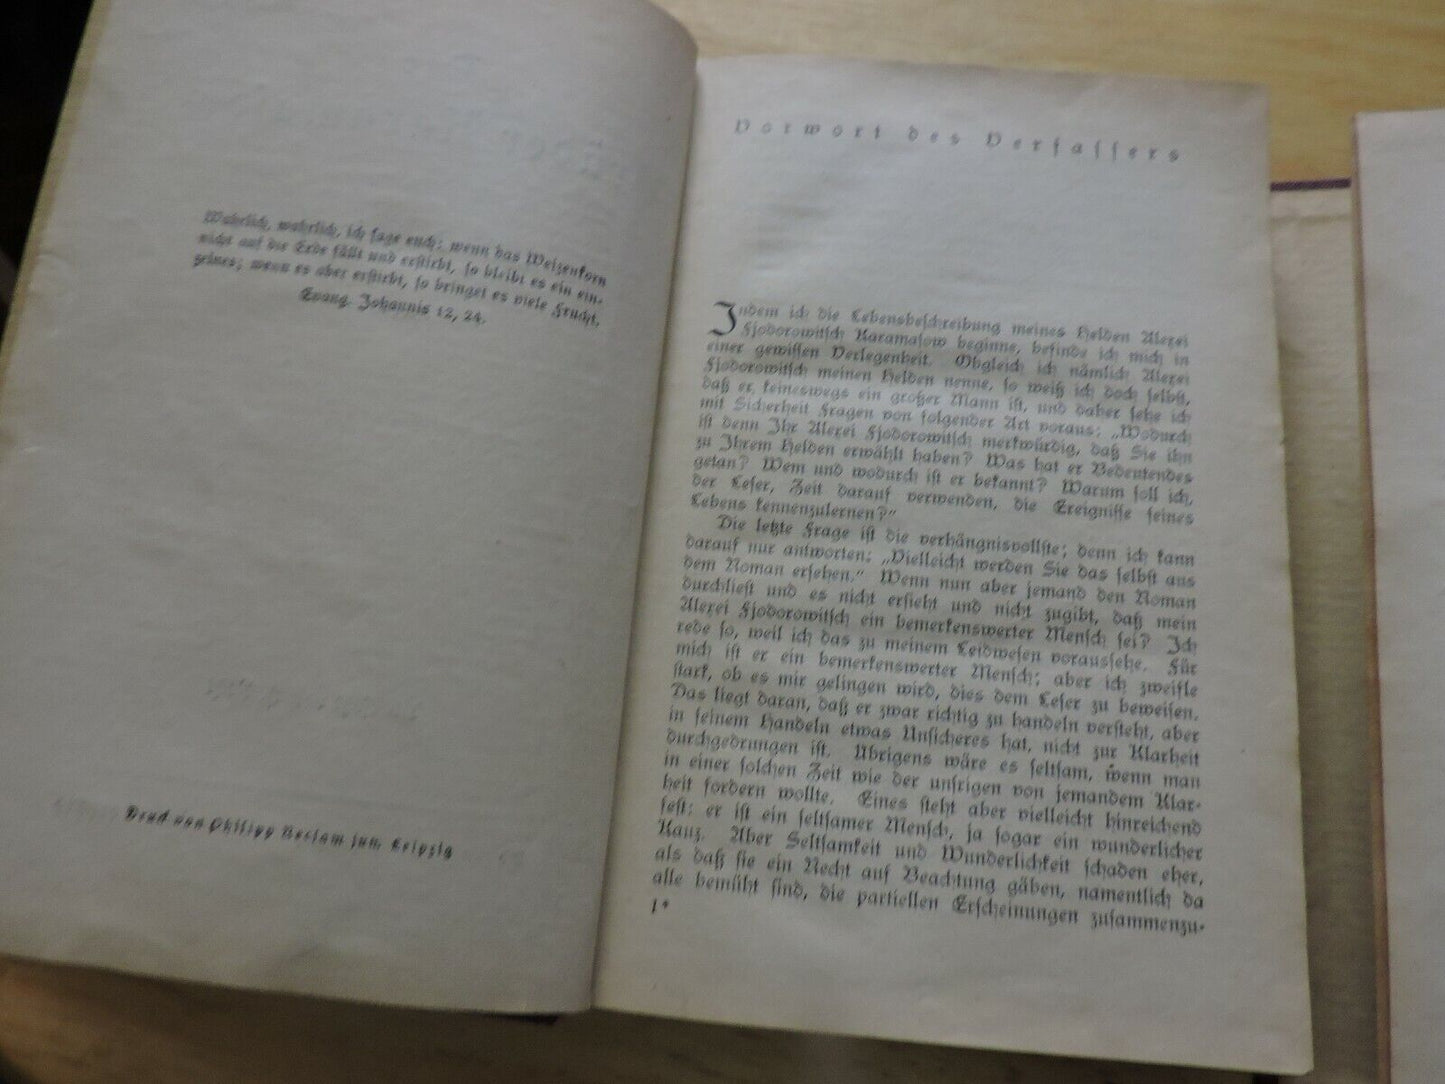 Wahrlich, wahrlich, ich sage euch: wenn das Weizenkorn
nicht auf die Erde fällt und erstirbt, so bleibt es ein ein-
zelnes; wenn es aber erstirbt, so bringet es viele Frucht.
Evang. Johannis 12, 24.
Druck von Philipp Reclam jun. Leipzig
Vorwort des Verfassers
Indem ich die Lebensbeschreibung meines Helden Alexei
Fjodorowitsch Karamasow beginne, befinde ich mich in
einer gewissen Verlegenheit. Obgleich ich nämlich Alexei
Fjodorowitsch meinen Helden nenne, so weiß ich doch selbst,
daß er keineswegs ein großer Mann ist, und daher sehe ich
mit Sicherheit Fragen von folgender Art voraus: „Wodurch
ist denn Ihr Alexei Fjodorowitsch merkwürdig, daß Sie ihn
zu Ihrem Helden erwählt haben? Was hat er Bedeutendes
getan? Wem und wodurch ist er bekannt? Warum soll ich,
der Leser, Zeit darauf verwenden, die Ereignisse seines
Lebens kennenzulernen?“
Die letzte Frage ist die verhängnisvollste; denn ich kann
darauf nur antworten: „Vielleicht werden Sie das selbst aus
dem Roman ersehen.“ Wenn nun aber jemand den Roman
durchliest und es nicht ersieht und nicht zugibt, daß mein
Alexei Fjodorowitsch ein bemerkenswerter Mensch sei? Ich
rede so, weil ich das zu meinem Leidwesen voraussehe. Für
mich ist er ein bemerkenswerter Mensch; aber ich zweifle
stark, ob es mir gelingen wird, dies dem Leser zu beweisen.
Das liegt daran, daß er zwar richtig zu handeln versteht, aber
in seinem Handeln etwas Unsicheres hat, nicht zur Klarheit
durchgedrungen ist. Übrigens wäre es seltsam, wenn man
in einer solchen Zeit wie der unsrigen von jemandem Klar-
heit fordern wollte. Eines steht aber vielleicht hinreichend
fest: er ist ein seltsamer Mensch, ja sogar ein wunderlicher
Kauz. Aber Seltsamkeit und Wunderlichkeit schaden eher,
als daß sie ein Recht auf Beachtung gäben, namentlich da
alle bemüht sind, die partiellen Erscheinungen zusammenzu-
1*